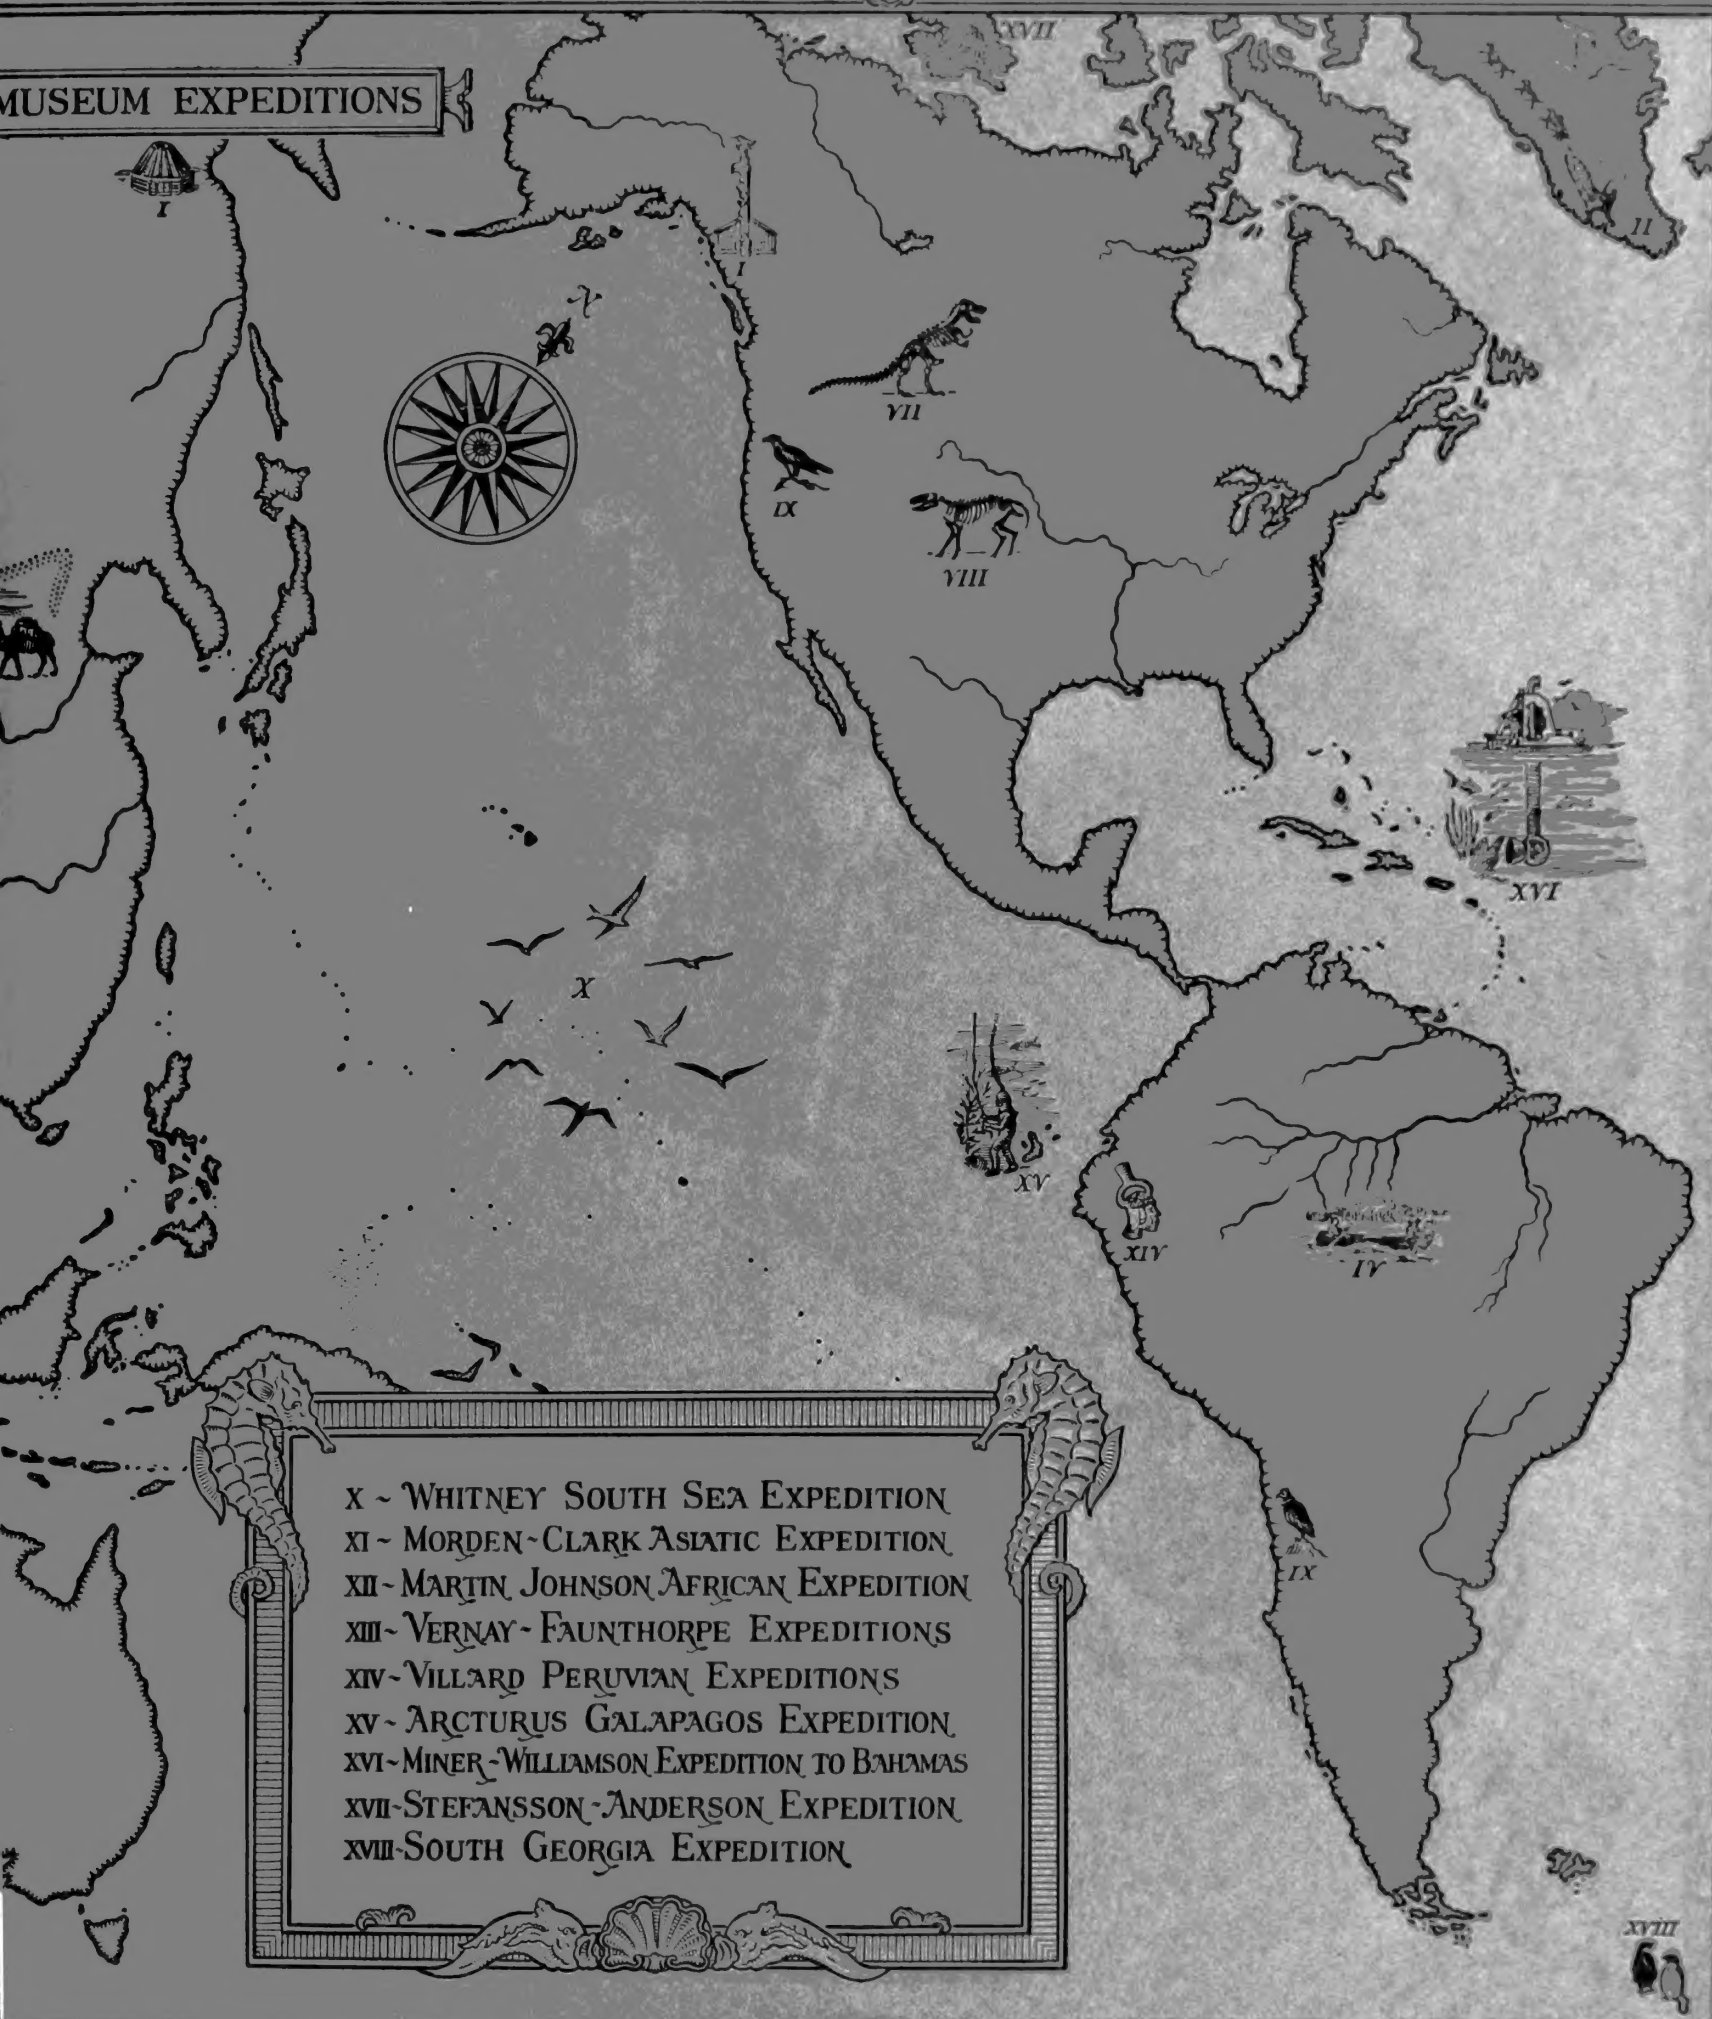 XVII
MUSEUM EXPEDITIONS
I
II
I
N
VII
IX
VIII
XVI
X
XV
XIV
IV
X ~ WHITNEY SOUTH SEA EXPEDITION
XI ~ MORDEN~CLARK ASIATIC EXPEDITION
XII~MARTIN JOHNSON AFRICAN EXPEDITION
XIII~VERNAY~FAUNTHORPE EXPEDITIONS
XIV~VILLARD PERUVIAN EXPEDITIONS
XV~ARCTURUS GALAPAGOS EXPEDITION
XVI~MINER~WILLIAMSON EXPEDITION TO BAHAMAS
XVII~STEFANSSON~ANDERSON EXPEDITION
XVIII~SOUTH GEORGIA EXPEDITION
IX
XVIII